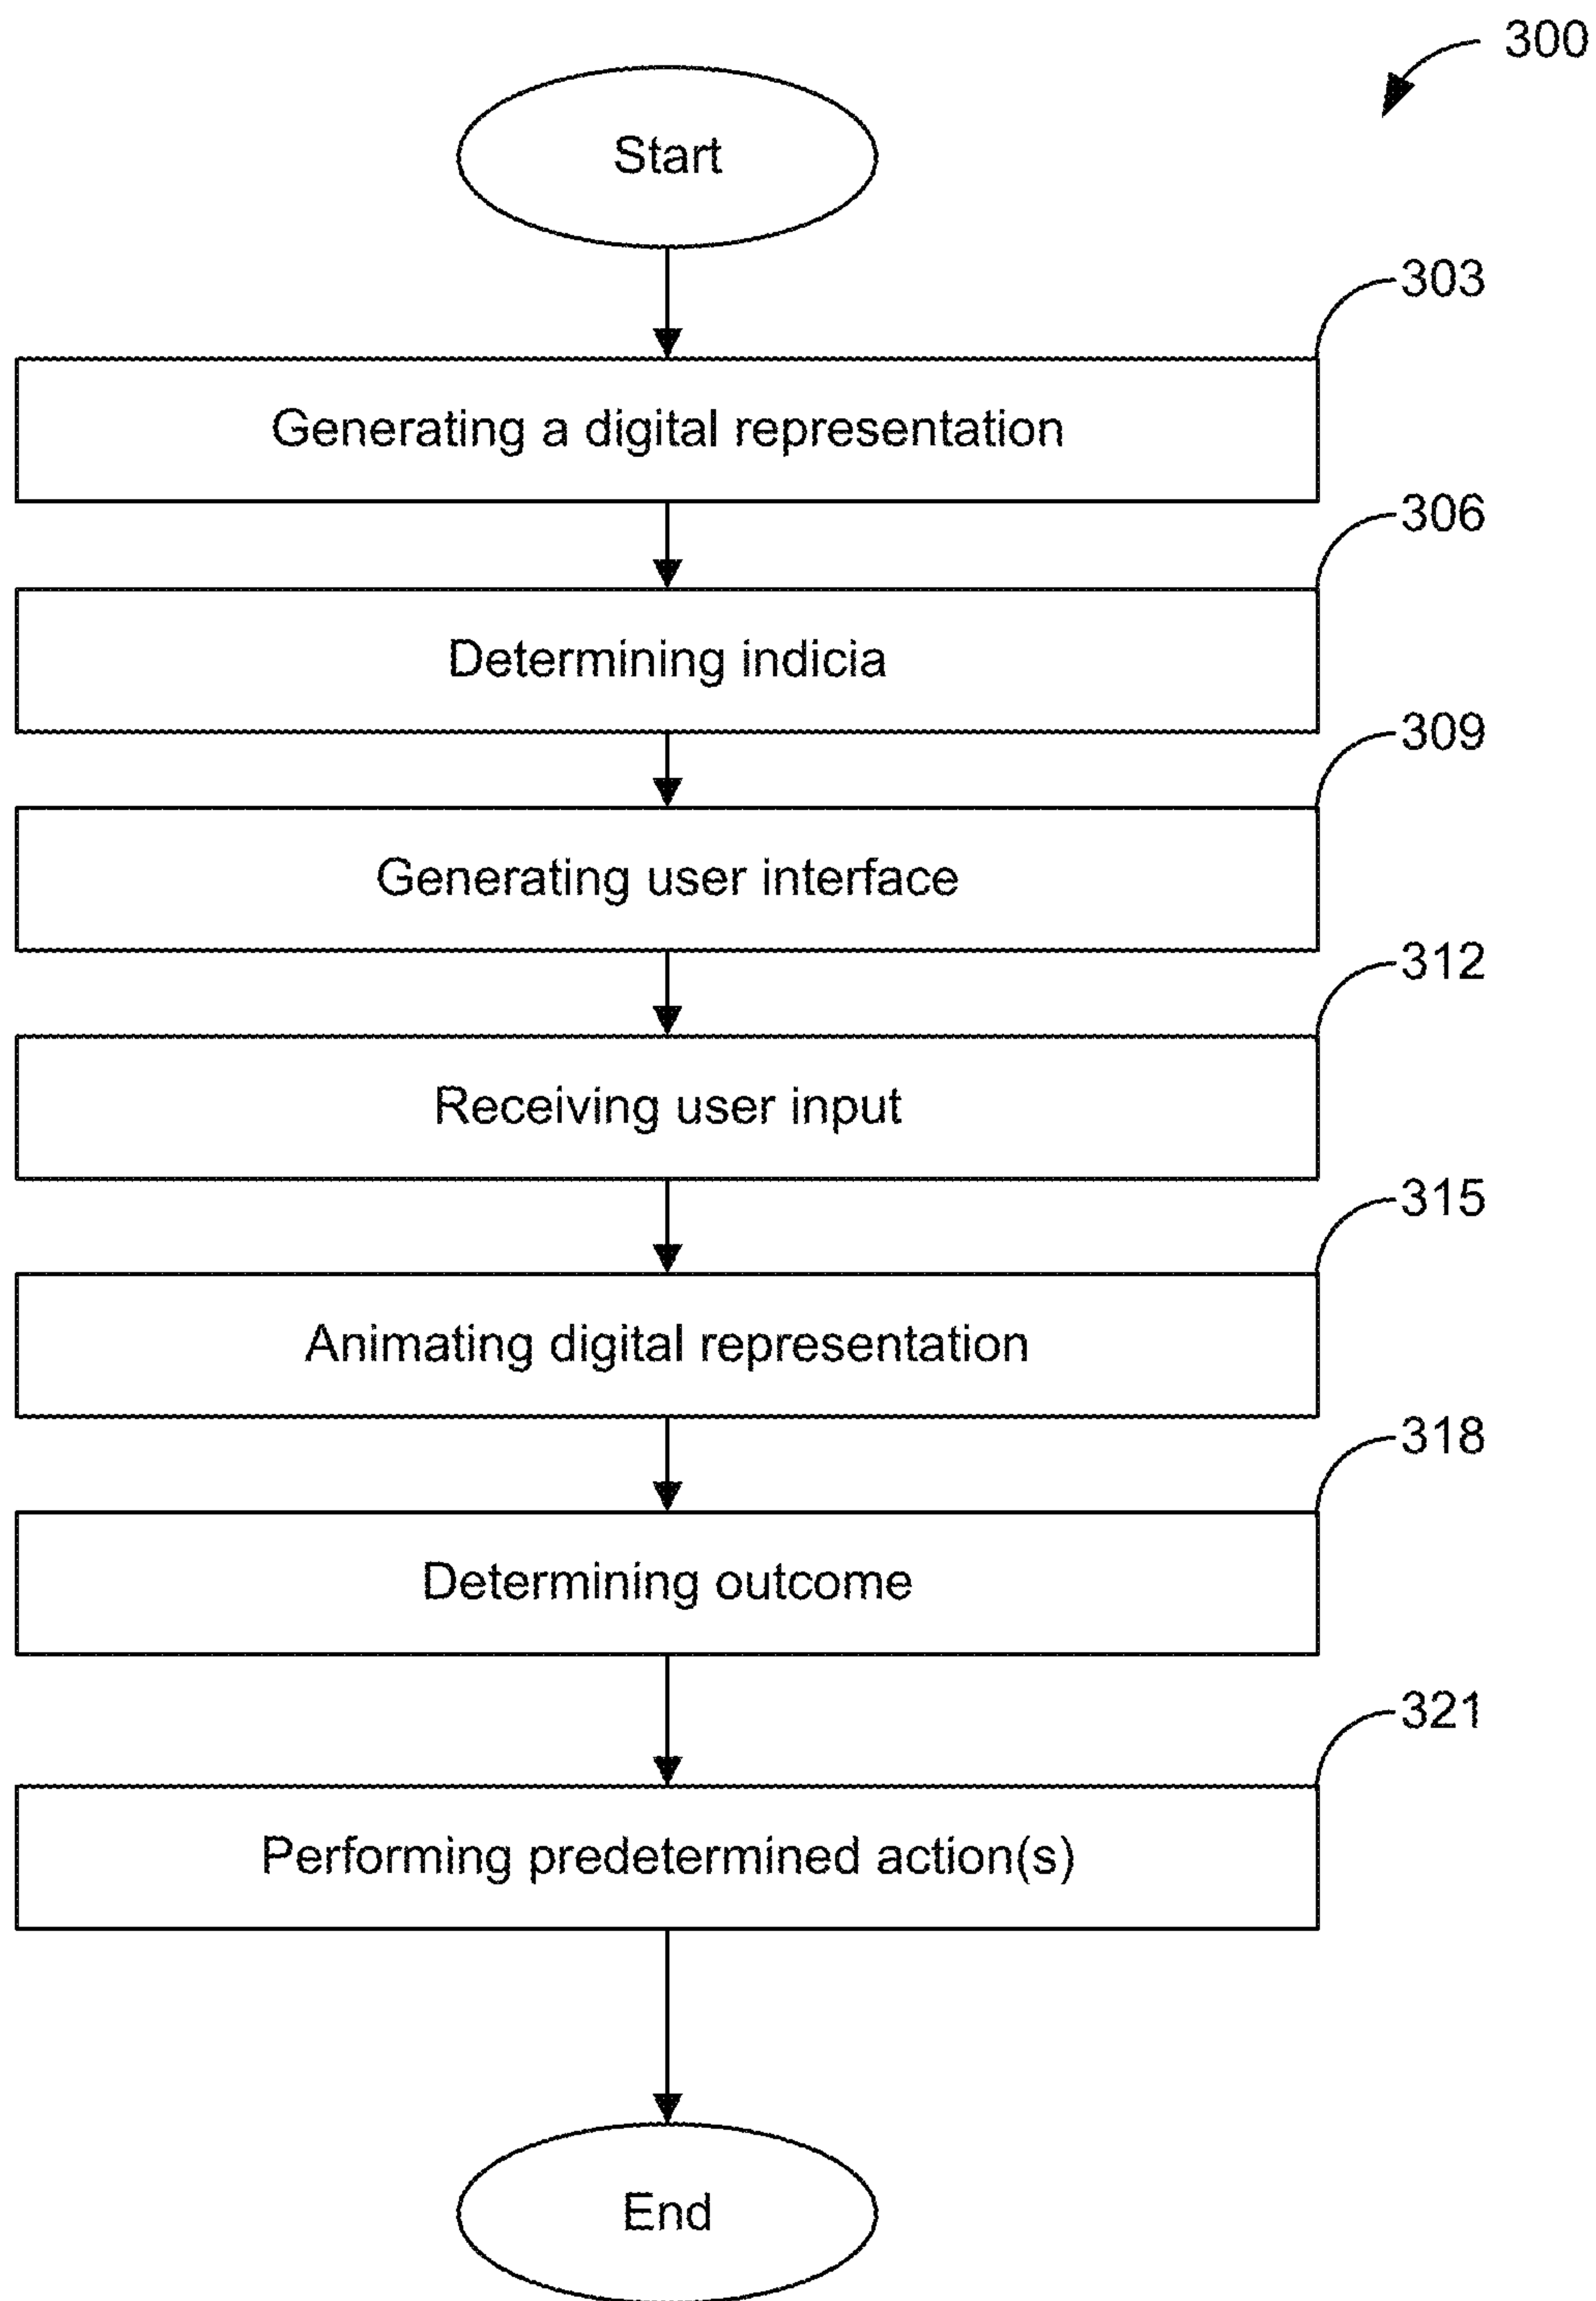 300
Start
303
Generating a digital representation
306
Determining indicia
309
Generating user interface
312
Receiving user input
315
Animating digital representation
318
Determining outcome
321
Performing predetermined action(s)
End